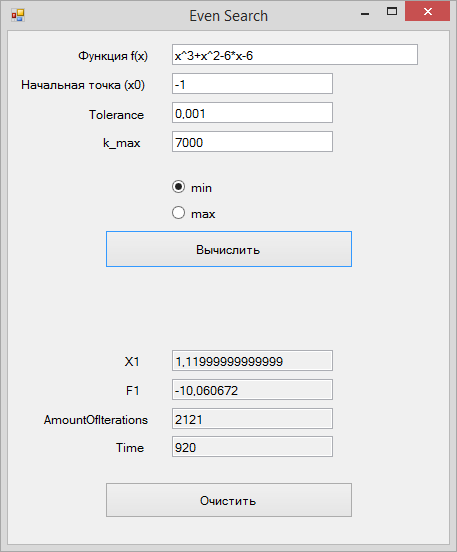 Even Search
Функция f(x) x^3+x^2-6*x-6
Начальная точка (x0) -1
Tolerance 0,001
k_max 7000
min
max
Вычислить
X1 1,11999999999999
F1 -10,060672
AmountOfIterations 2121
Time 920
Очистить